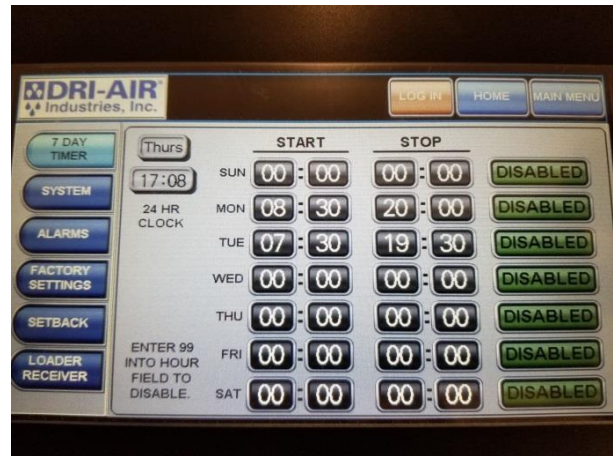 DRI-AIR®
Industries, Inc.
LOG IN
HOME
MAIN MENU
7 DAY
TIMER
SYSTEM
ALARMS
FACTORY
SETTINGS
SETBACK
LOADER
RECEIVER
Thurs
17:08
24 HR
CLOCK
ENTER 99
INTO HOUR
FIELD TO
DISABLE.
START STOP
SUN 00:00 00:00 DISABLED
MON 08:30 20:00 DISABLED
TUE 07:30 19:30 DISABLED
WED 00:00 00:00 DISABLED
THU 00:00 00:00 DISABLED
FRI 00:00 00:00 DISABLED
SAT 00:00 00:00 DISABLED